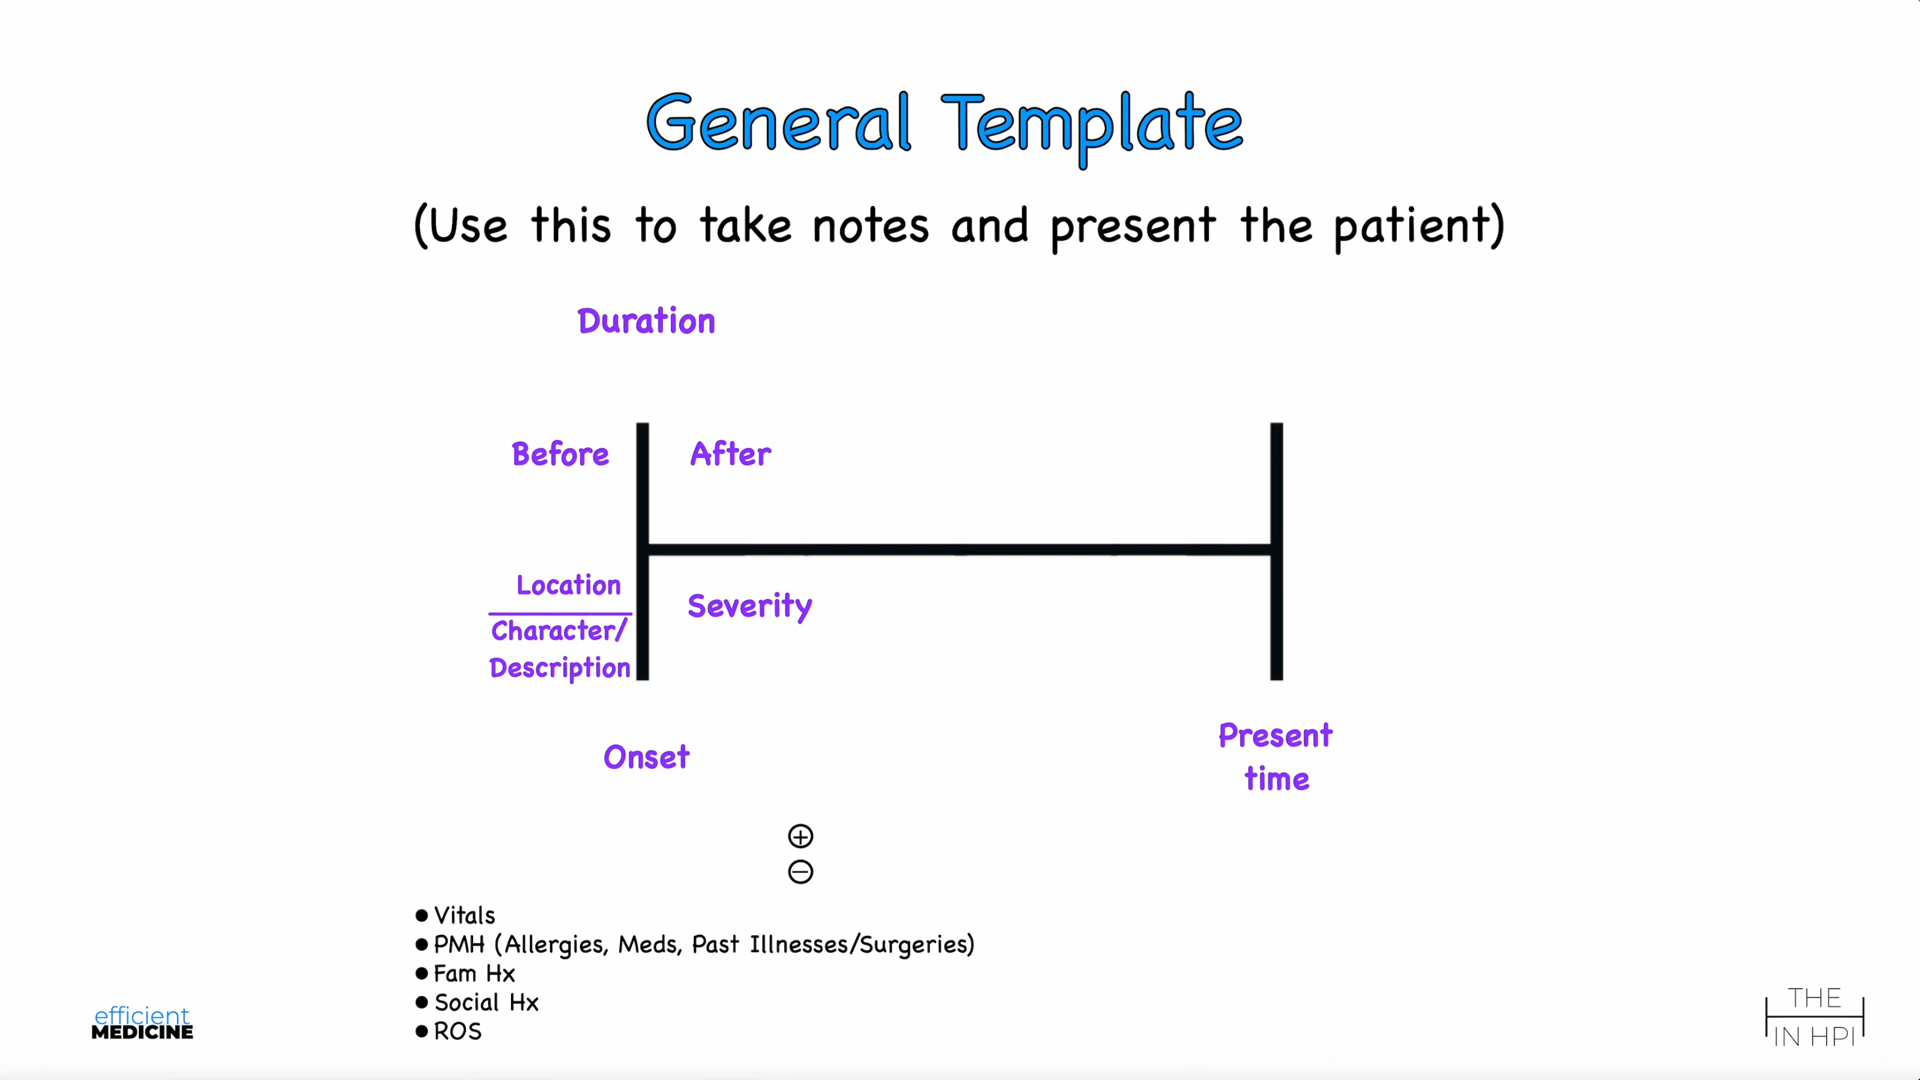 General Template
(Use this to take notes and present the patient)
Duration
Before
After
Location
Character/
Description
Severity
Onset
Present
time
⊕
⊖
● Vitals
● PMH (Allergies, Meds, Past Illnesses/Surgeries)
● Fam Hx
● Social Hx
● ROS
efficient
MEDICINE
THE
IN HPI